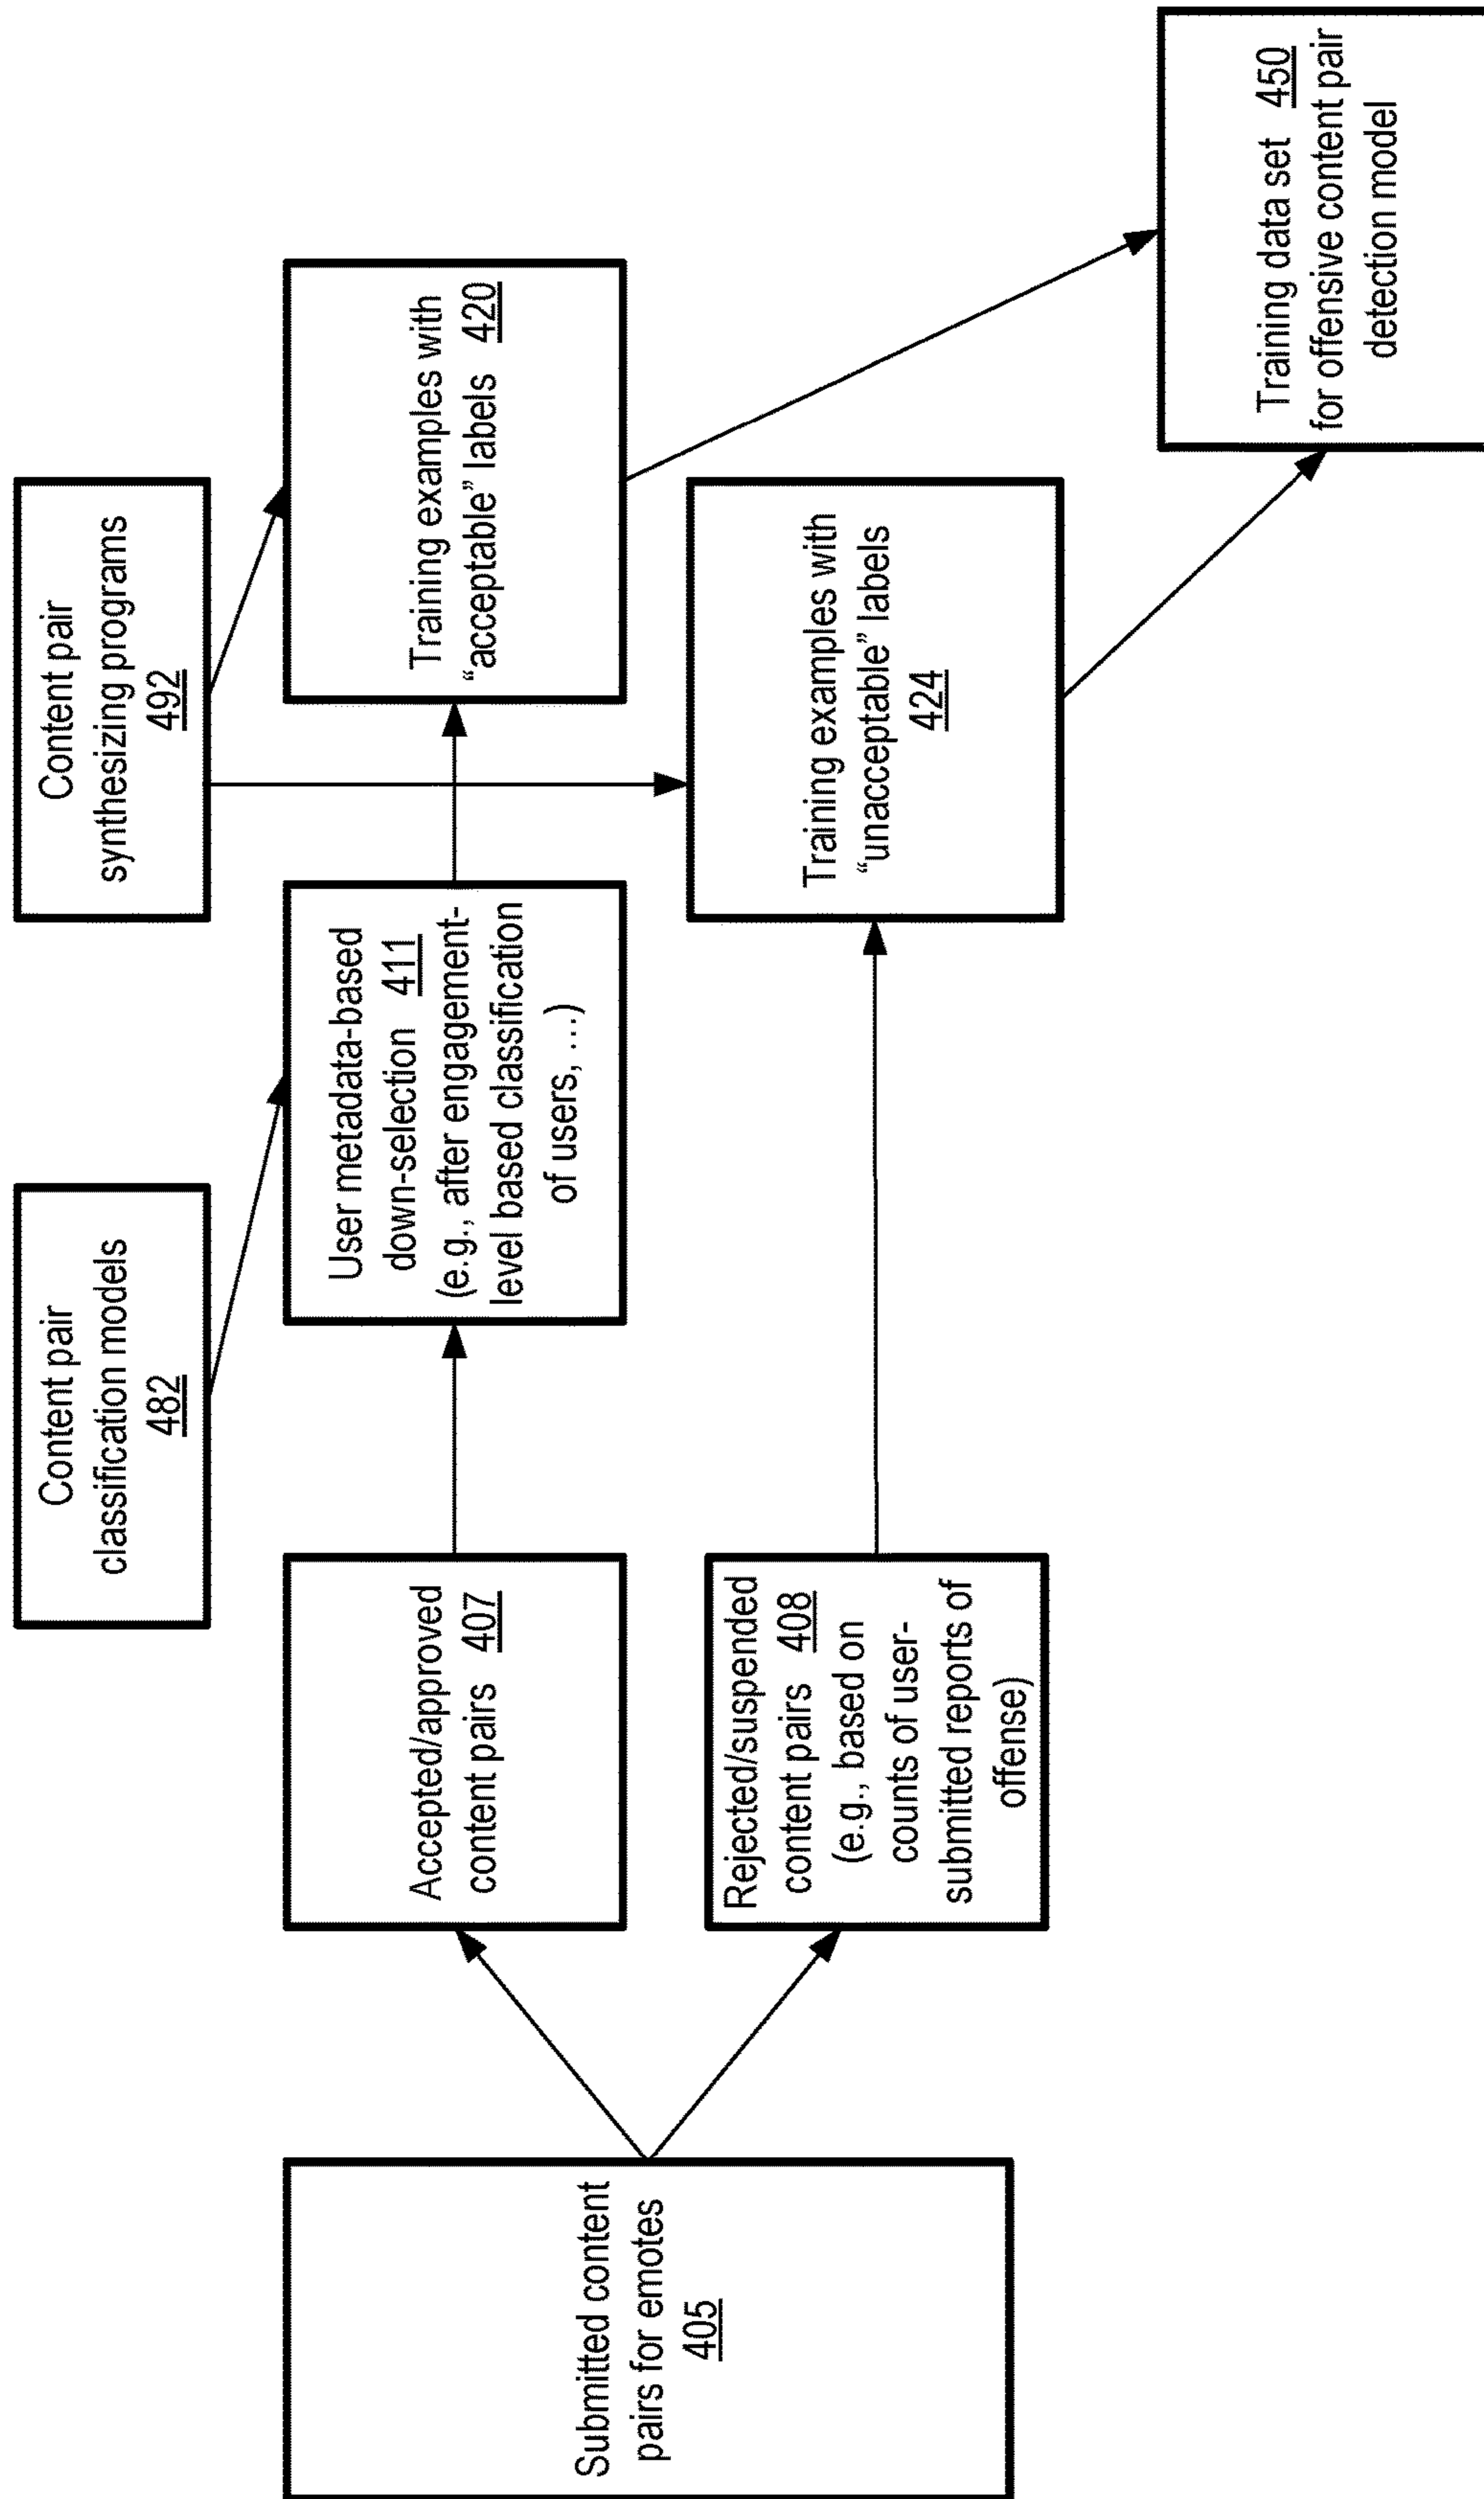 Content pair
classification models
482
Content pair
synthesizing programs
492
Submitted content
pairs for emotes
405
Accepted/approved
content pairs 407
User metadata-based
down-selection 411
(e.g., after engagement-
level based classification
of users, …)
Training examples with
“acceptable” labels 420
Rejected/suspended
content pairs 408
(e.g., based on
counts of user-
submitted reports of
offense)
Training examples with
“unacceptable” labels
424
Training data set 450
for offensive content pair
detection model